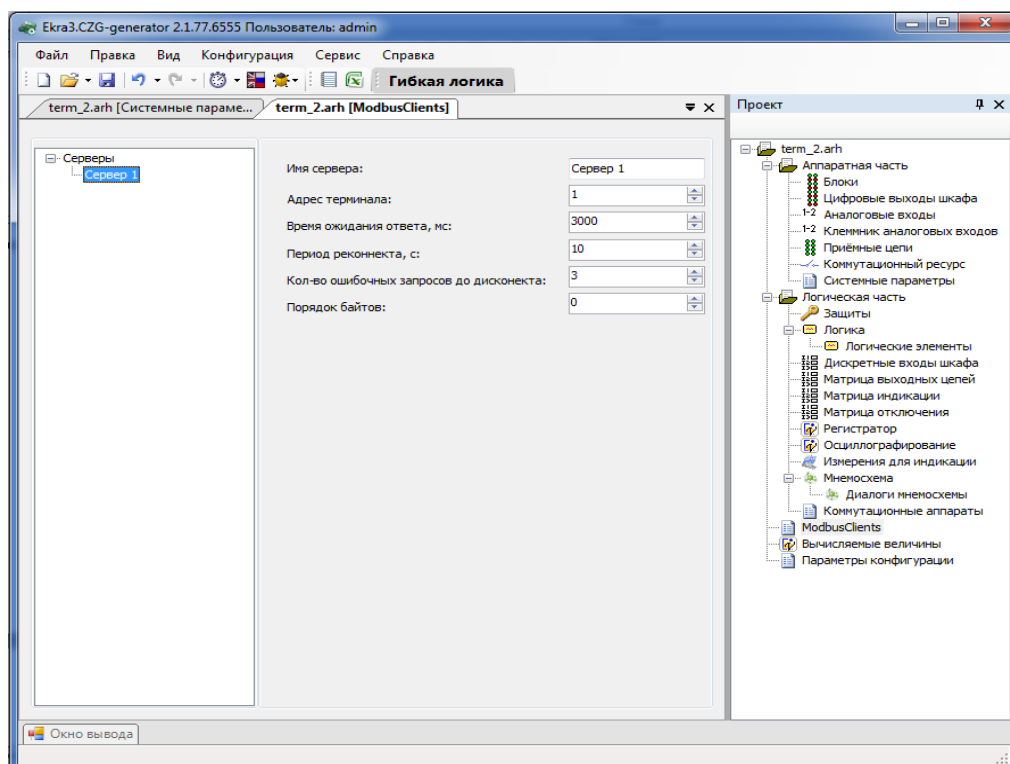 Ekra3.CZG-generator 2.1.77.6555 Пользователь: admin
Файл Правка Вид Конфигурация Сервис Справка
Гибкая логика
term_2.arh [Системные параме...
term_2.arh [ModbusClients]
Серверы
Сервер 1
Имя сервера: Сервер 1
Адрес терминала: 1
Время ожидания ответа, мс: 3000
Период реконнекта, с: 10
Кол-во ошибочных запросов до дисконекта: 3
Порядок байтов: 0
Проект
term_2.arh
Аппаратная часть
Блоки
Цифровые выходы шкафа
1-2 Аналоговые входы
1-2 Клеммник аналоговых входов
Приёмные цепи
Коммутационный ресурс
Системные параметры
Логическая часть
Защиты
Логика
Логические элементы
Дискретные входы шкафа
Матрица выходных цепей
Матрица индикации
Матрица отключения
Регистратор
Осциллографирование
Измерения для индикации
Мнемосхема
Диалоги мнемосхемы
Коммутационные аппараты
ModbusClients
Вычисляемые величины
Параметры конфигурации
Окно вывода